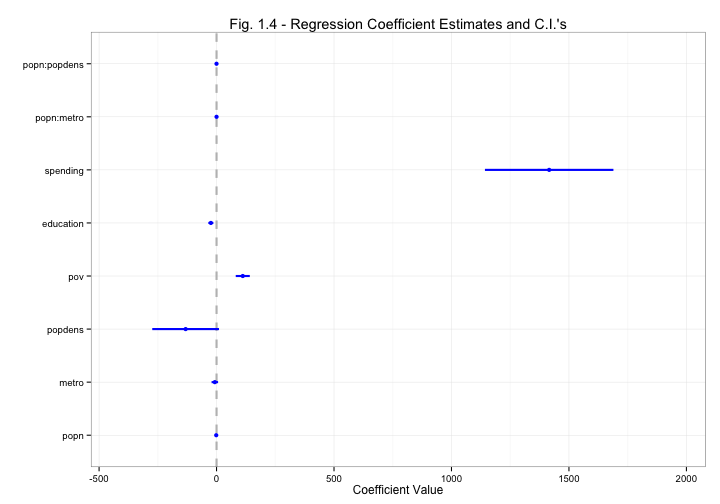 Fig. 1.4 - Regression Coefficient Estimates and C.I.'s
popn:popdens
popn:metro
spending
education
pov
popdens
metro
popn
-500 0 500 1000 1500 2000
Coefficient Value